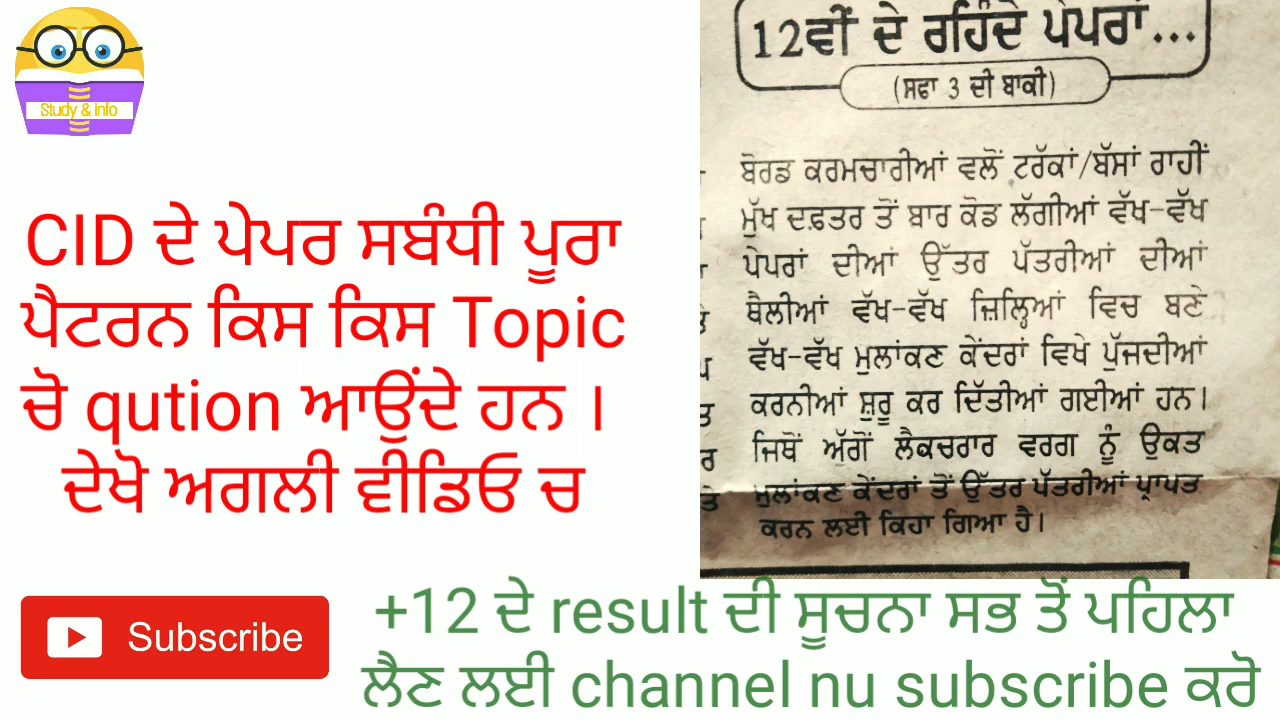 Study & info
CID ਦੇ ਪੇਪਰ ਸਬੰਧੀ ਪੂਰਾ
ਪੈਟਰਨ ਕਿਸ ਕਿਸ Topic
ਚੋ qution ਆਉਂਦੇ ਹਨ ।
ਦੇਖੋ ਅਗਲੀ ਵੀਡਿਓ ਚ
12ਵੀਂ ਦੇ ਰਹਿੰਦੇ ਪੇਪਰਾਂ...
(ਸਫਾ 3 ਦੀ ਬਾਕੀ)
ਬੋਰਡ ਕਰਮਚਾਰੀਆਂ ਵਲੋਂ ਟਰੱਕਾਂ/ਬੱਸਾਂ ਰਾਹੀਂ
ਮੁੱਖ ਦਫ਼ਤਰ ਤੋਂ ਬਾਰ ਕੋਡ ਲੱਗੀਆਂ ਵੱਖ-ਵੱਖ
ਪੇਪਰਾਂ ਦੀਆਂ ਉੱਤਰ ਪੱਤਰੀਆਂ ਦੀਆਂ
ਥੈਲੀਆਂ ਵੱਖ-ਵੱਖ ਜ਼ਿਲ੍ਹਿਆਂ ਵਿਚ ਬਣੇ
ਵੱਖ-ਵੱਖ ਮੁਲਾਂਕਣ ਕੇਂਦਰਾਂ ਵਿਖੇ ਪੁੱਜਦੀਆਂ
ਕਰਨੀਆਂ ਸ਼ੁਰੂ ਕਰ ਦਿੱਤੀਆਂ ਗਈਆਂ ਹਨ।
ਜਿਥੋਂ ਅੱਗੋਂ ਲੈਕਚਰਾਰ ਵਰਗ ਨੂੰ ਉਕਤ
ਮੁਲਾਂਕਣ ਕੇਂਦਰਾਂ ਤੋਂ ਉੱਤਰ ਪੱਤਰੀਆਂ ਪ੍ਰਾਪਤ
ਕਰਨ ਲਈ ਕਿਹਾ ਗਿਆ ਹੈ।
Subscribe
+12 ਦੇ result ਦੀ ਸੂਚਨਾ ਸਭ ਤੋਂ ਪਹਿਲਾ
ਲੈਣ ਲਈ channel nu subscribe ਕਰੋ